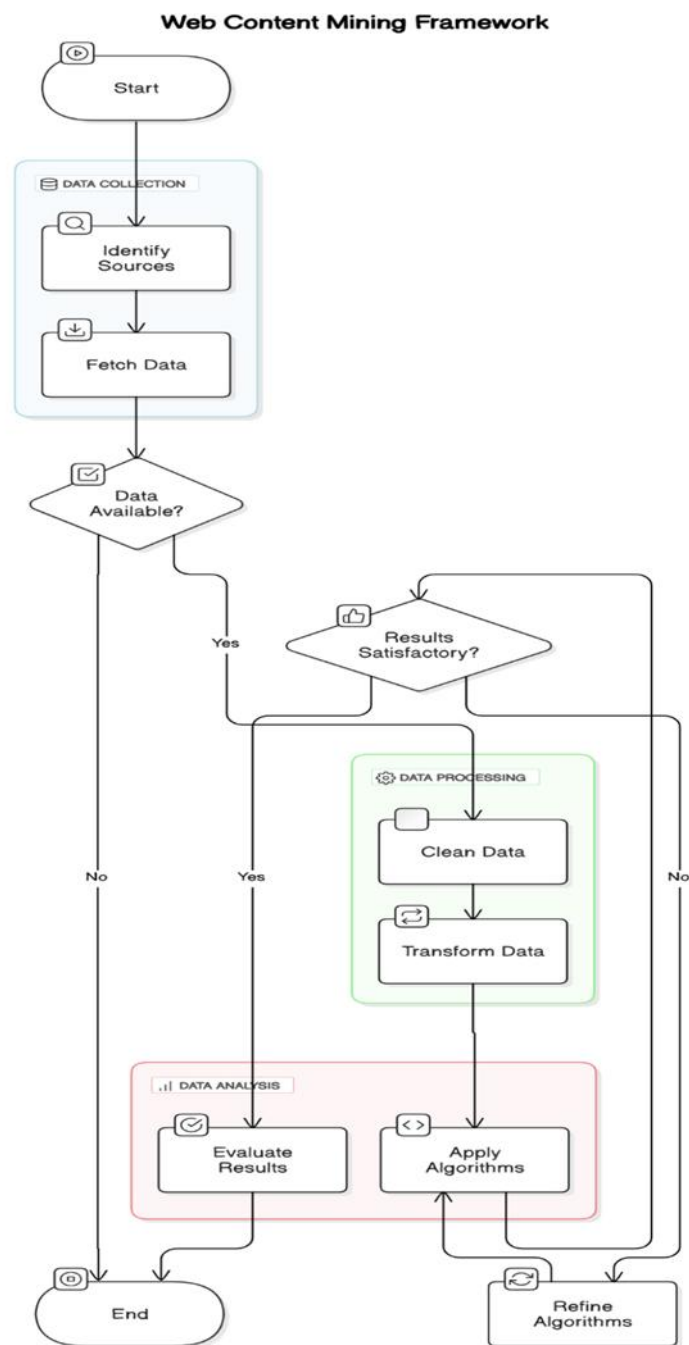 Web Content Mining Framework
Start
DATA COLLECTION
Identify
Sources
Fetch Data
Data
Available?
Yes
Results
Satisfactory?
DATA PROCESSING
Clean Data
No
Yes
No
Transform Data
DATA ANALYSIS
Evaluate
Results
Apply
Algorithms
End
Refine
Algorithms